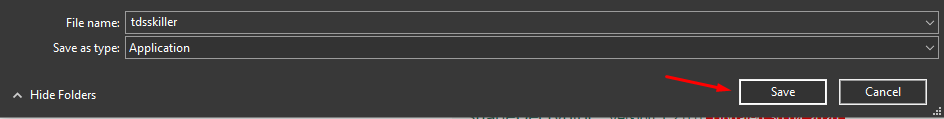 File name: tdsskiller
Save as type: Application
Hide Folders
Save Cancel